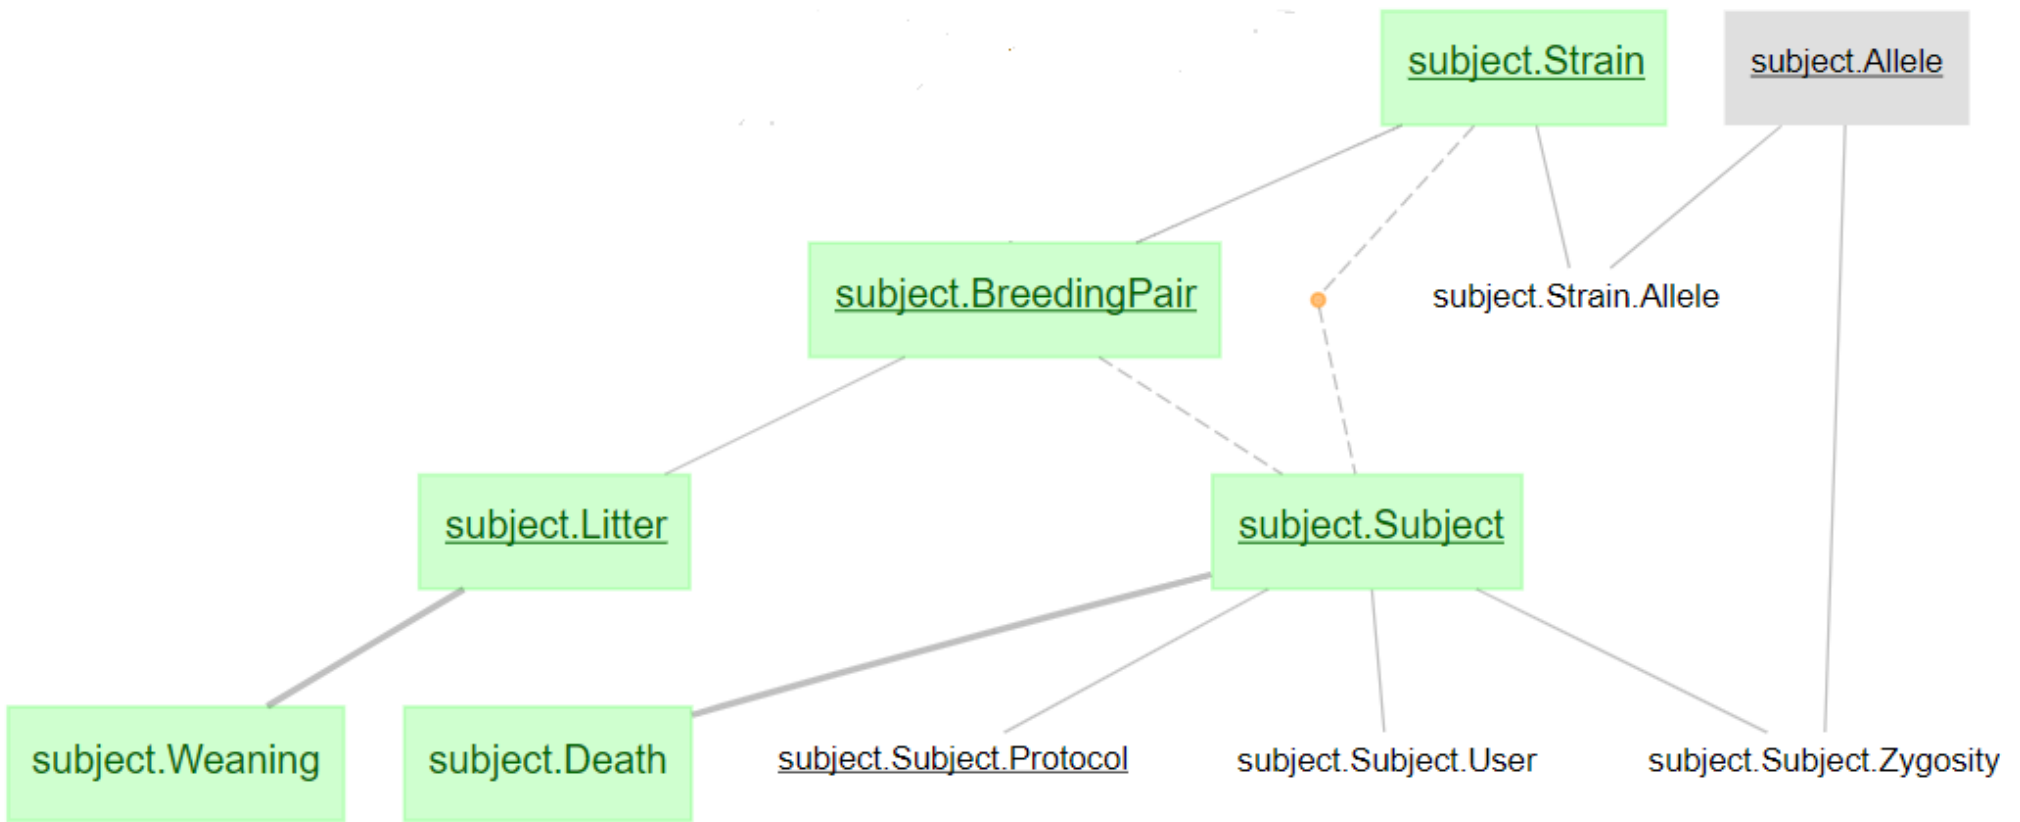 subject.Strain
subject.Allele
subject.BreedingPair
subject.Strain.Allele
subject.Litter
subject.Subject
subject.Weaning
subject.Death
subject.Subject.Protocol
subject.Subject.User
subject.Subject.Zygosity